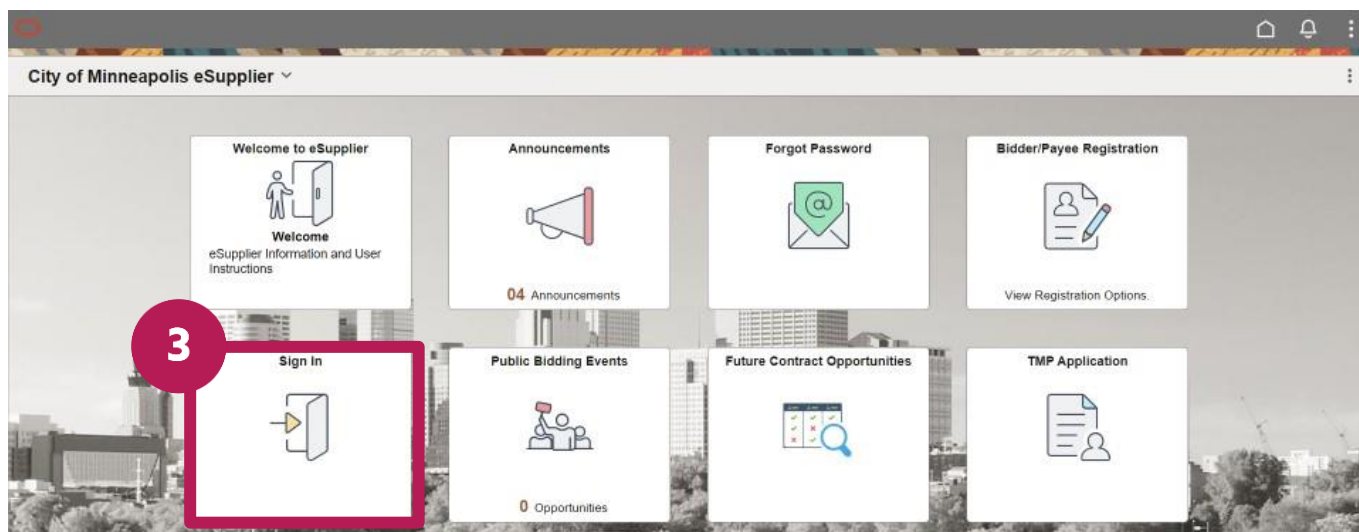 City of Minneapolis eSupplier
Welcome to eSupplier
Welcome
eSupplier Information and User
Instructions
Announcements
04 Announcements
Forgot Password
Bidder/Payee Registration
View Registration Options.
3
Sign In
Public Bidding Events
0 Opportunities
Future Contract Opportunities
TMP Application